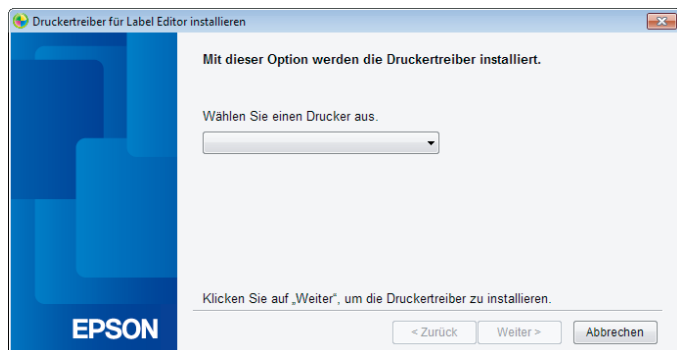 Druckertreiber für Label Editor installieren
Mit dieser Option werden die Druckertreiber installiert.
Wählen Sie einen Drucker aus.
Klicken Sie auf „Weiter“, um die Druckertreiber zu installieren.
EPSON
< Zurück
Weiter >
Abbrechen